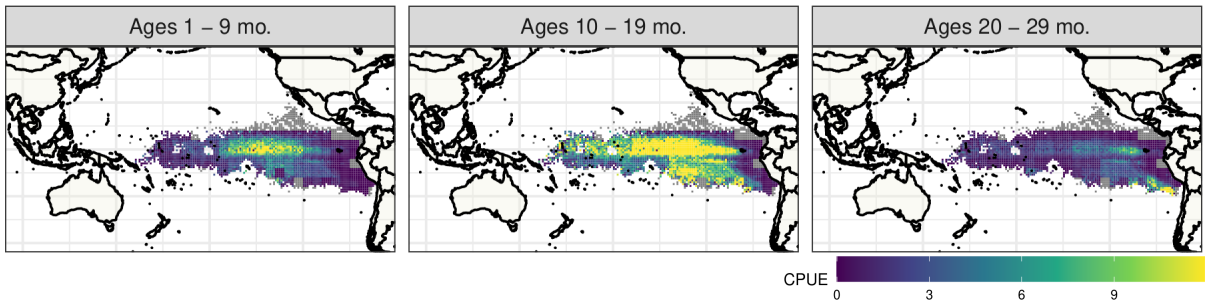 Ages 1 − 9 mo.
Ages 10 − 19 mo.
Ages 20 − 29 mo.
CPUE
0 3 6 9